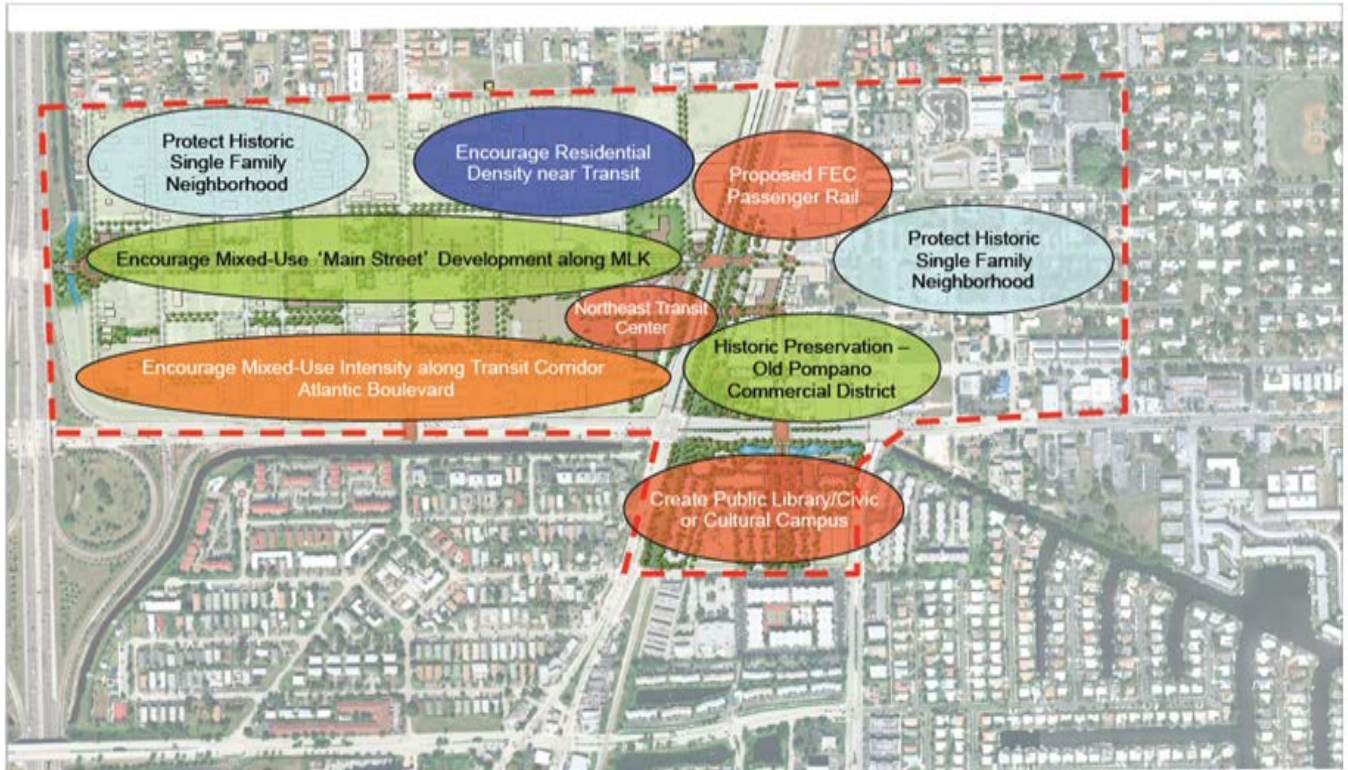 Protect Historic
Single Family
Neighborhood
Encourage Residential
Density near Transit
Proposed FEC
Passenger Rail
Protect Historic
Single Family
Neighborhood
Encourage Mixed-Use ‘Main Street’ Development along MLK
Northeast Transit
Center
Historic Preservation –
Old Pompano
Commercial District
Encourage Mixed-Use Intensity along Transit Corridor
Atlantic Boulevard
Create Public Library/Civic
or Cultural Campus